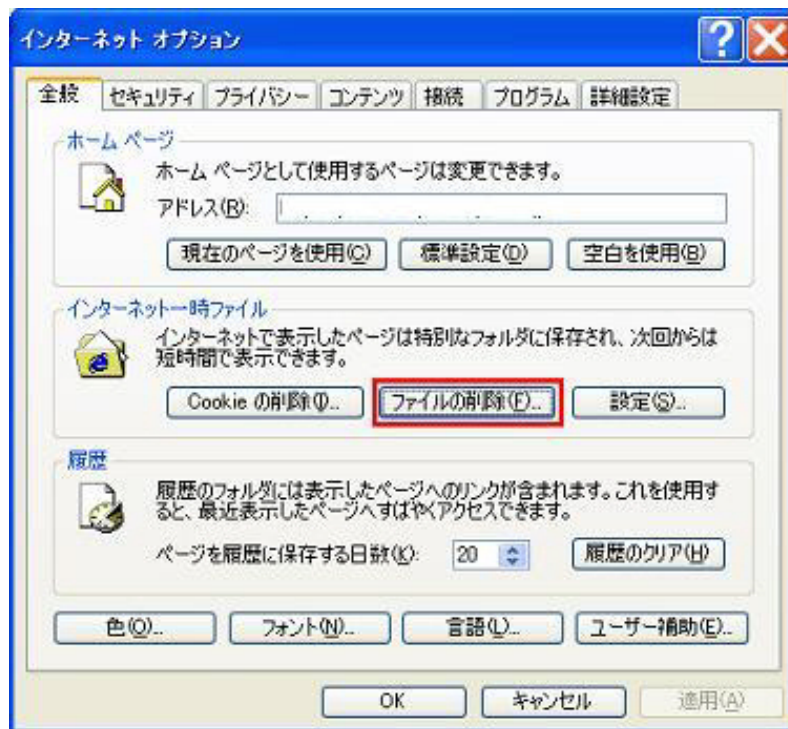 インターネット オプション
全般 セキュリティ プライバシー コンテンツ 接続 プログラム 詳細設定
ホーム ページ
ホーム ページとして使用するページは変更できます。
アドレス(R):
現在のページを使用(C) 標準設定(D) 空白を使用(B)
インターネット一時ファイル
インターネットで表示したページは特別なフォルダに保存され、次回からは
短時間で表示できます。
Cookie の削除(I)... ファイルの削除(F)... 設定(S)...
履歴
履歴のフォルダには表示したページへのリンクが含まれます。これを使用す
ると、最近表示したページへすばやくアクセスできます。
ページを履歴に保存する日数(K): 20 履歴のクリア(H)
色(O)... フォント(N)... 言語(L)... ユーザー補助(E)...
OK キャンセル 適用(A)